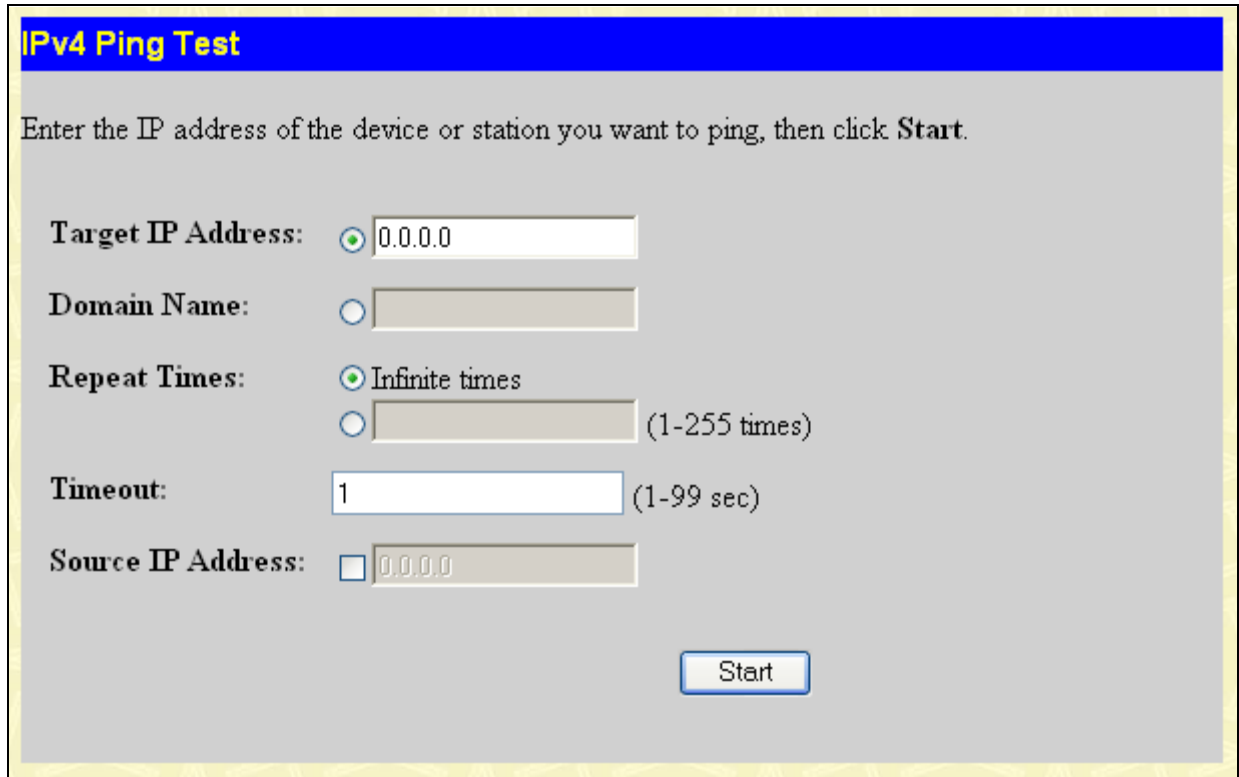 IPv4 Ping Test
Enter the IP address of the device or station you want to ping, then click Start.
Target IP Address: 0.0.0.0
Domain Name:
Repeat Times: Infinite times
(1-255 times)
Timeout: 1 (1-99 sec)
Source IP Address: 0.0.0.0
Start